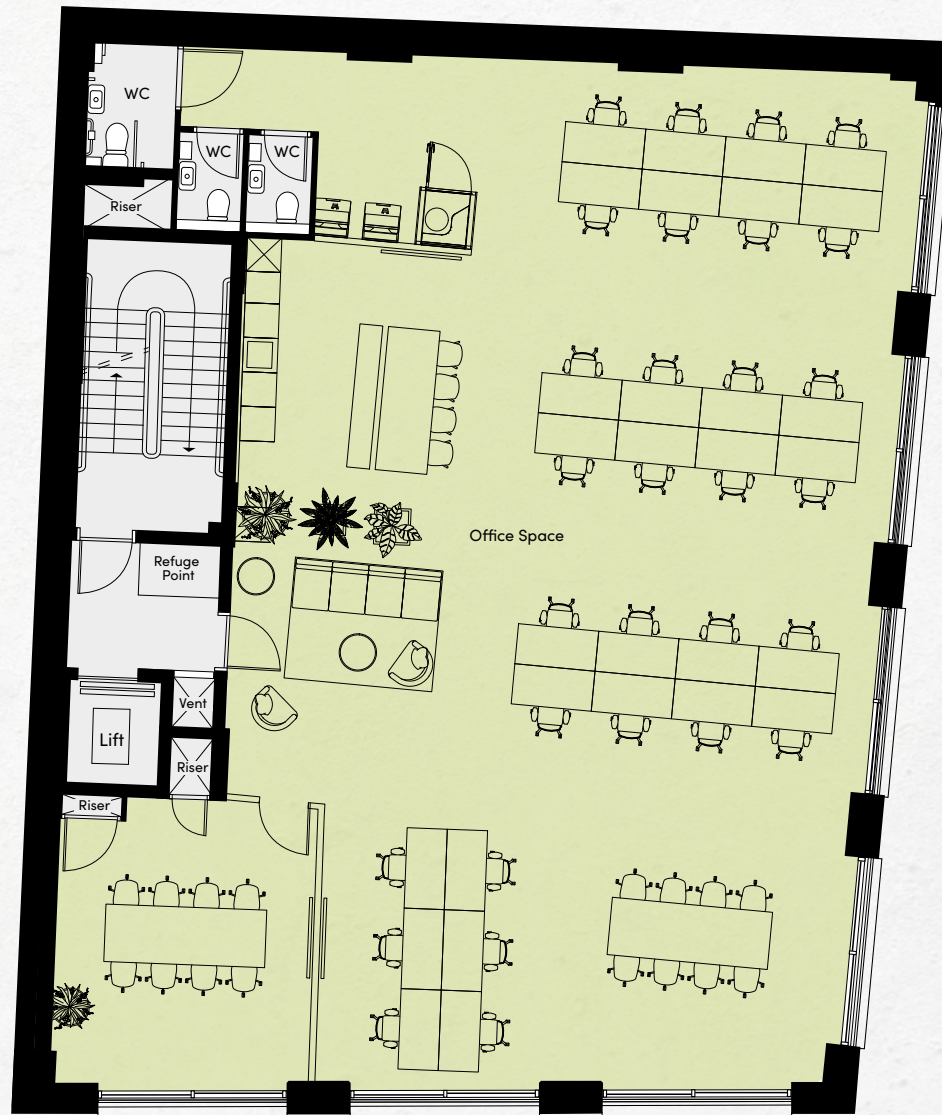 WC
WC
WC
Riser
Office Space
Refuge
Point
Vent
Lift
Riser
Riser